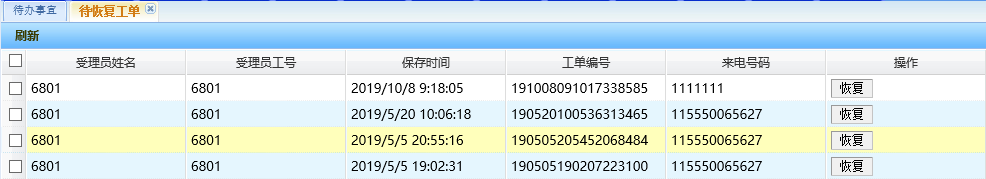 待办事宜 待恢复工单
刷新
受理员姓名 受理员工号 保存时间 工单编号 来电号码 操作
6801 6801 2019/10/8 9:18:05 191008091017338585 1111111 恢复
6801 6801 2019/5/20 10:06:18 190520100536313465 115550065627 恢复
6801 6801 2019/5/5 20:55:16 190505205452068484 115550065627 恢复
6801 6801 2019/5/5 19:02:31 190505190207223100 115550065627 恢复